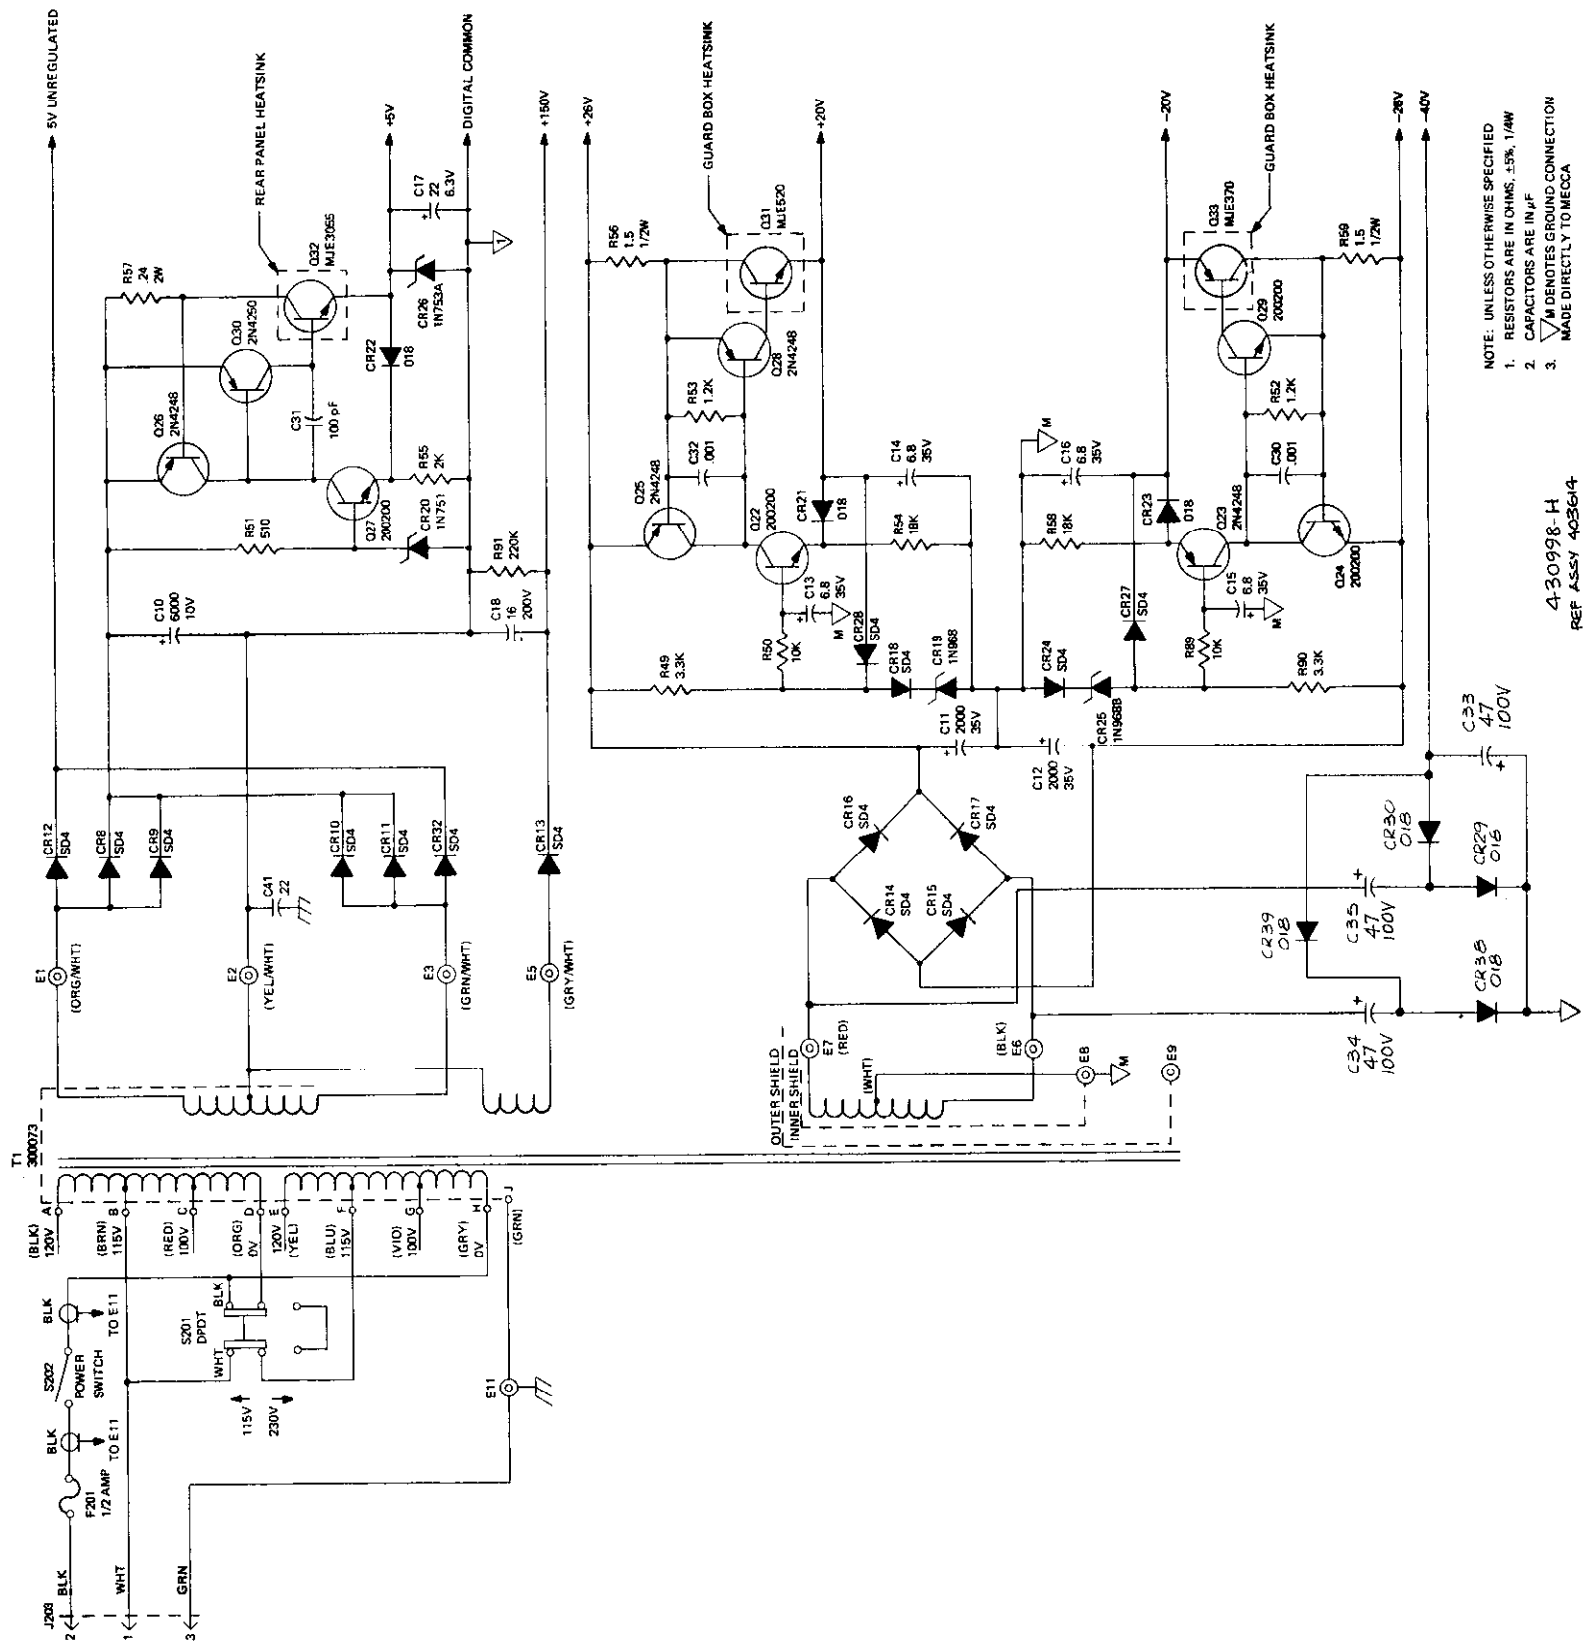 5V UNREGULATED
REAR PANEL HEATSINK
+5V
DIGITAL COMMON
+150V
+26V
GUARD BOX HEATSINK
+20V
-20V
GUARD BOX HEATSINK
-26V
-40V
R57
.24
2W
Q32
MJE3055
C17
22
6.3V
1
Q30
2N4250
CR26
1N753A
CR22
018
Q26
2N4248
C31
100 pF
R55
2K
R51
510
Q27
200200
CR20
1N751
R91
220K
C10
6000
10V
C18
16
200V
R56
1.5
1/2W
Q31
MJE520
Q28
2N4248
R53
1.2K
C32
.001
Q25
2N4248
Q22
200200
CR21
018
C14
6.8
35V
R54
18K
C13
6.8
35V
M
CR28
SD4
R50
10K
R49
3.3K
CR18
SD4
CR19
1N968
C11
2000
35V
Q33
MJE370
Q29
200200
R59
1.5
1/2W
R52
1.2K
C30
.001
M
C16
6.8
35V
R58
18K
CR23
018
Q23
2N4248
Q24
200200
CR27
SD4
C15
6.8
35V
M
R89
10K
R90
3.3K
CR24
SD4
CR25
1N968B
C12
2000
35V
CR12
SD4
CR8
SD4
CR9
SD4
CR10
SD4
CR11
SD4
CR32
SD4
CR13
SD4
C41
.22
E1
(ORG/WHT)
E2
(YEL/WHT)
E3
(GRN/WHT)
E5
(GRY/WHT)
CR16
SD4
CR17
SD4
CR14
SD4
CR15
SD4
C33
47
100V
CR30
018
CR29
016
CR39
018
C35
47
100V
CR38
018
C34
47
100V
OUTER SHIELD
INNER SHIELD
E7
(RED)
(BLK)
E6
(WHT)
E8
M
E9
T1
300073
A
(BLK)
120V
B
(BRN)
115V
C
(RED)
100V
D
(ORG)
0V
E
120V
(YEL)
F
(BLU)
115V
G
(VIO)
100V
H
(GRY)
0V
J
(GRN)
BLK
TO E11
S202
POWER
SWITCH
BLK
TO E11
F201
1/2 AMP
S201
DPDT
BLK
WHT
115V
230V
E11
J203
2
BLK
1
WHT
3
GRN
NOTE: UNLESS OTHERWISE SPECIFIED
1. RESISTORS ARE IN OHMS, ±5%, 1/4W
2. CAPACITORS ARE IN µF
3. M DENOTES GROUND CONNECTION
MADE DIRECTLY TO MECCA
430998-H
REF ASSY 403614